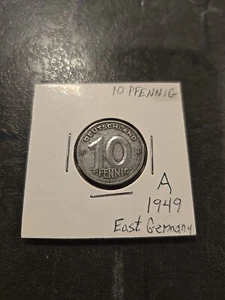 10 PFENNIG
DEUTSCHLAND
10
PFENNIG
A
1949
East Germany